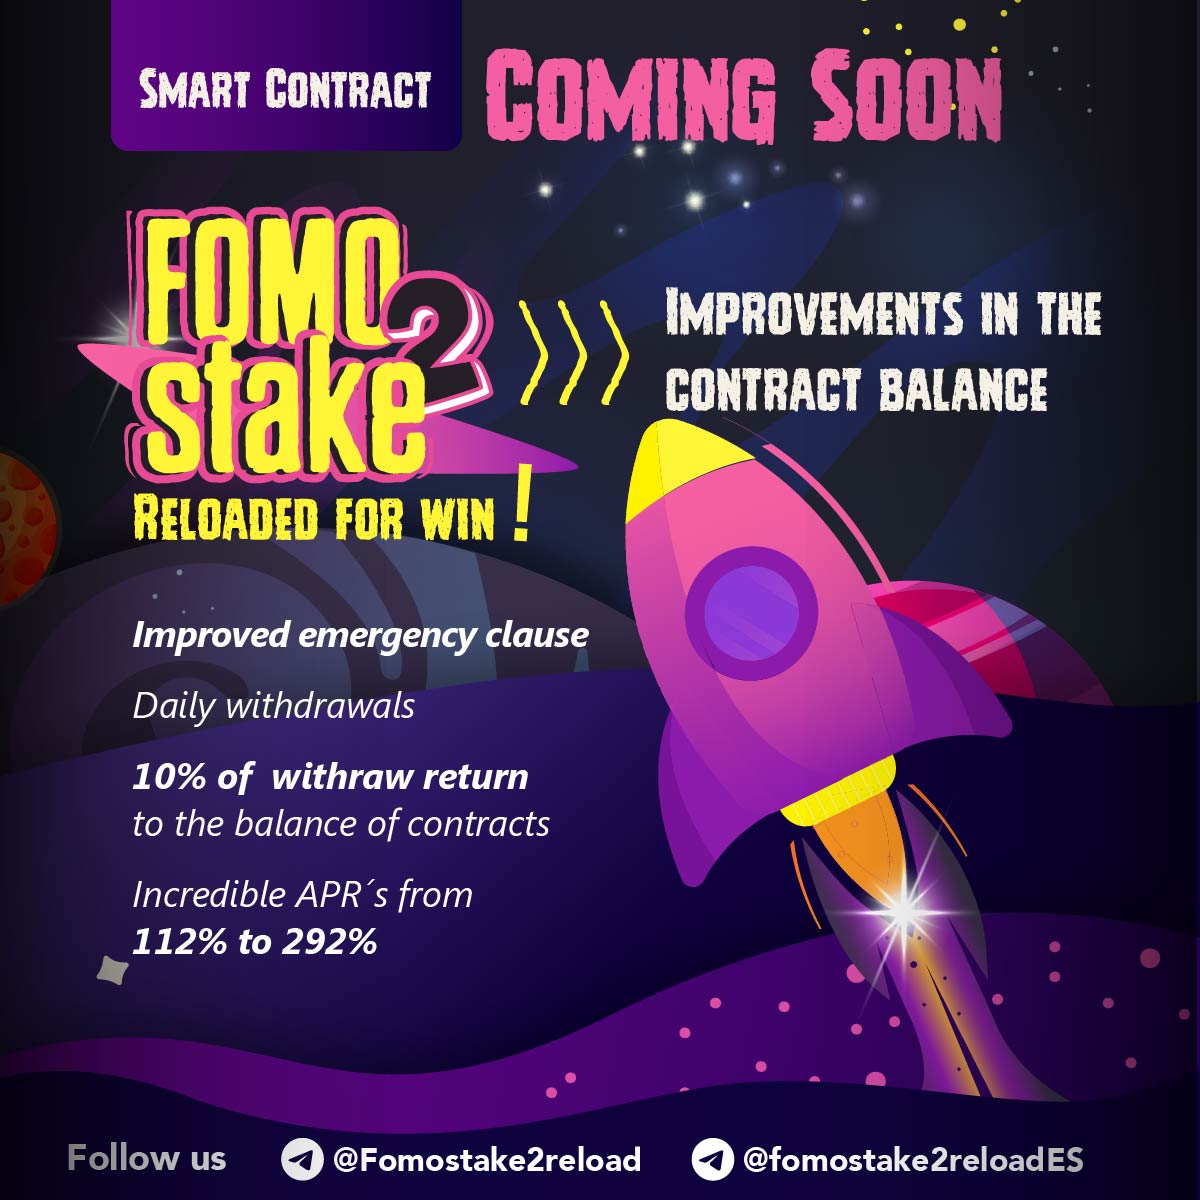 Smart Contract
Coming Soon
FOMO
stake 2
Reloaded for win !
Improvements in the
contract balance
Improved emergency clause
Daily withdrawals
10% of  withraw return
to the balance of contracts
Incredible APR´s from
112% to 292%
Follow us @Fomostake2reload @fomostake2reloadES